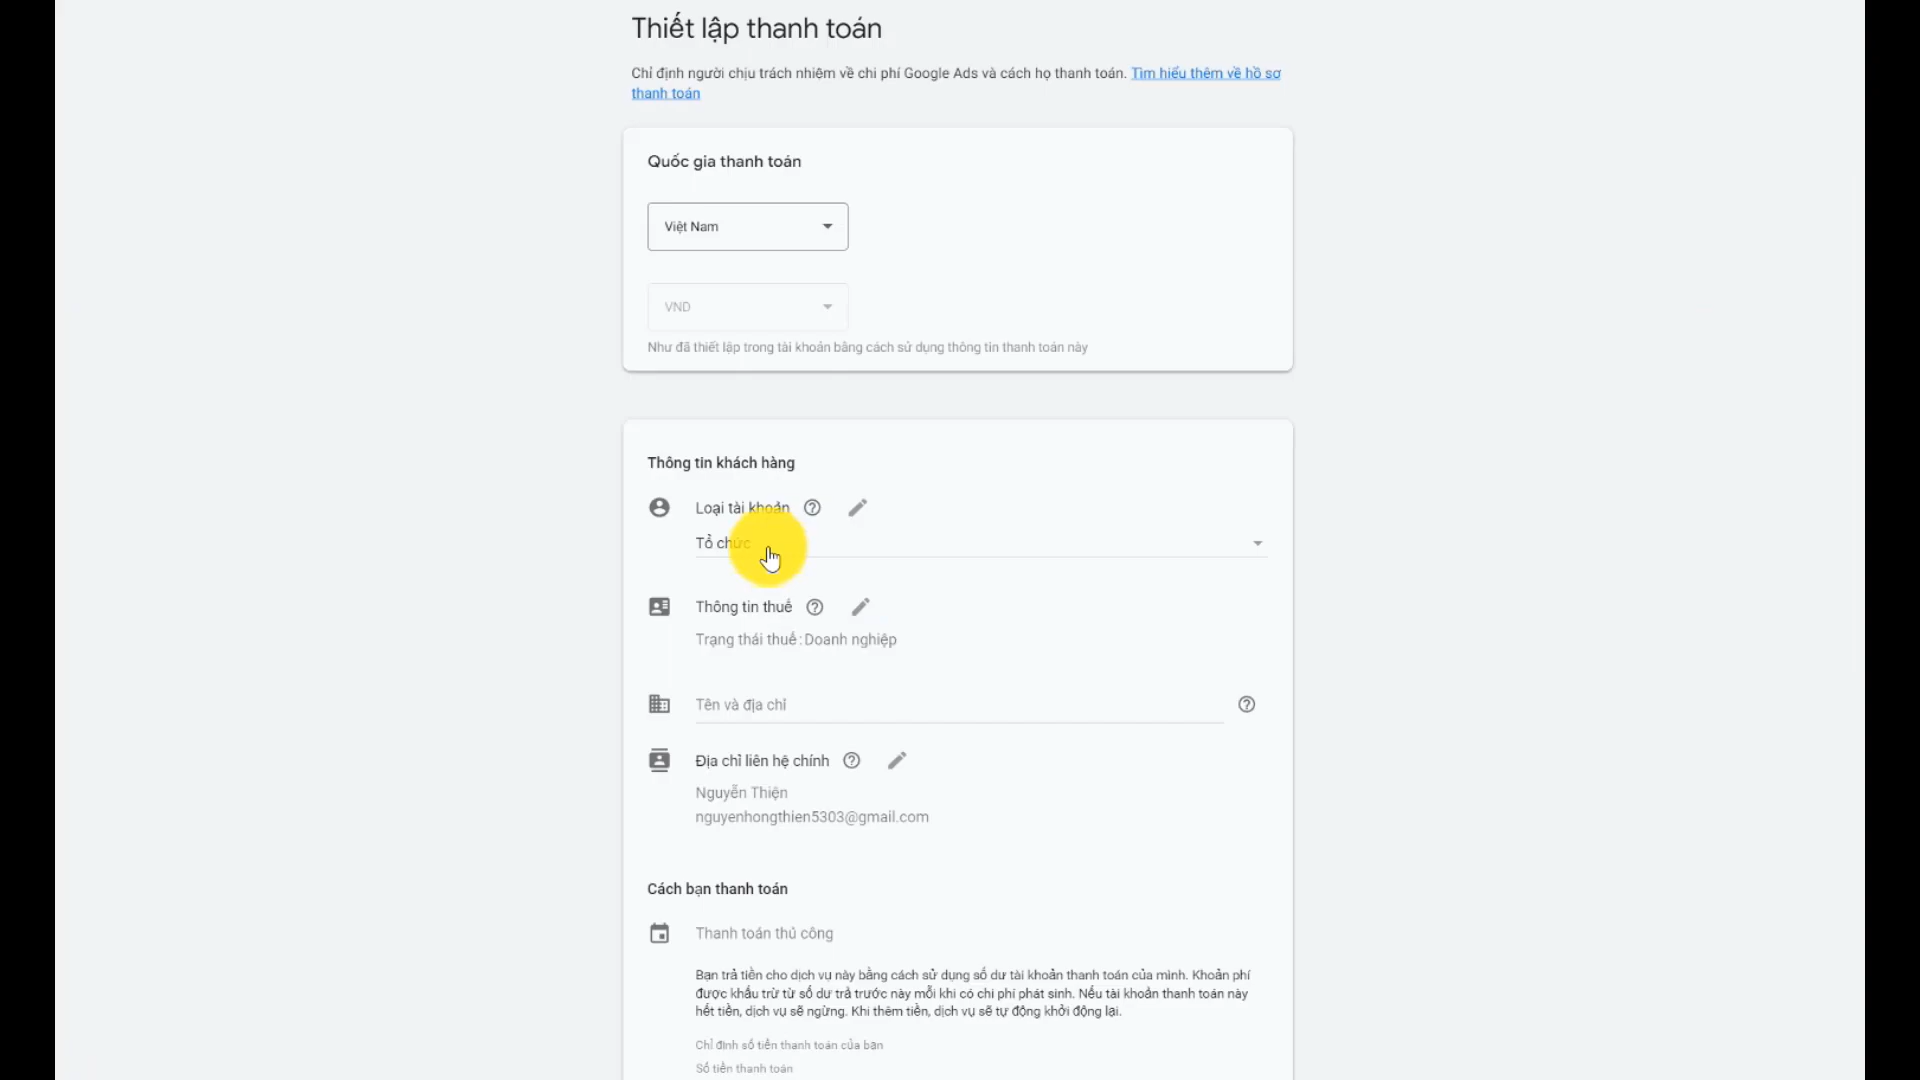 Thiết lập thanh toán
Chỉ định người chịu trách nhiệm về chi phí Google Ads và cách họ thanh toán. Tìm hiểu thêm về hồ sơ
thanh toán
Quốc gia thanh toán
Việt Nam
VND
Như đã thiết lập trong tài khoản bằng cách sử dụng thông tin thanh toán này
Thông tin khách hàng
Loại tài khoản
Tổ chức
Thông tin thuế
Trạng thái thuế: Doanh nghiệp
Tên và địa chỉ
Địa chỉ liên hệ chính
Nguyễn Thiện
nguyenhongthien5303@gmail.com
Cách bạn thanh toán
Thanh toán thủ công
Bạn trả tiền cho dịch vụ này bằng cách sử dụng số dư tài khoản thanh toán của mình. Khoản phí
được khấu trừ từ số dư trả trước này mỗi khi có chi phí phát sinh. Nếu tài khoản thanh toán này
hết tiền, dịch vụ sẽ ngừng. Khi thêm tiền, dịch vụ sẽ tự động khởi động lại.
Chỉ định số tiền thanh toán của bạn
Số tiền thanh toán